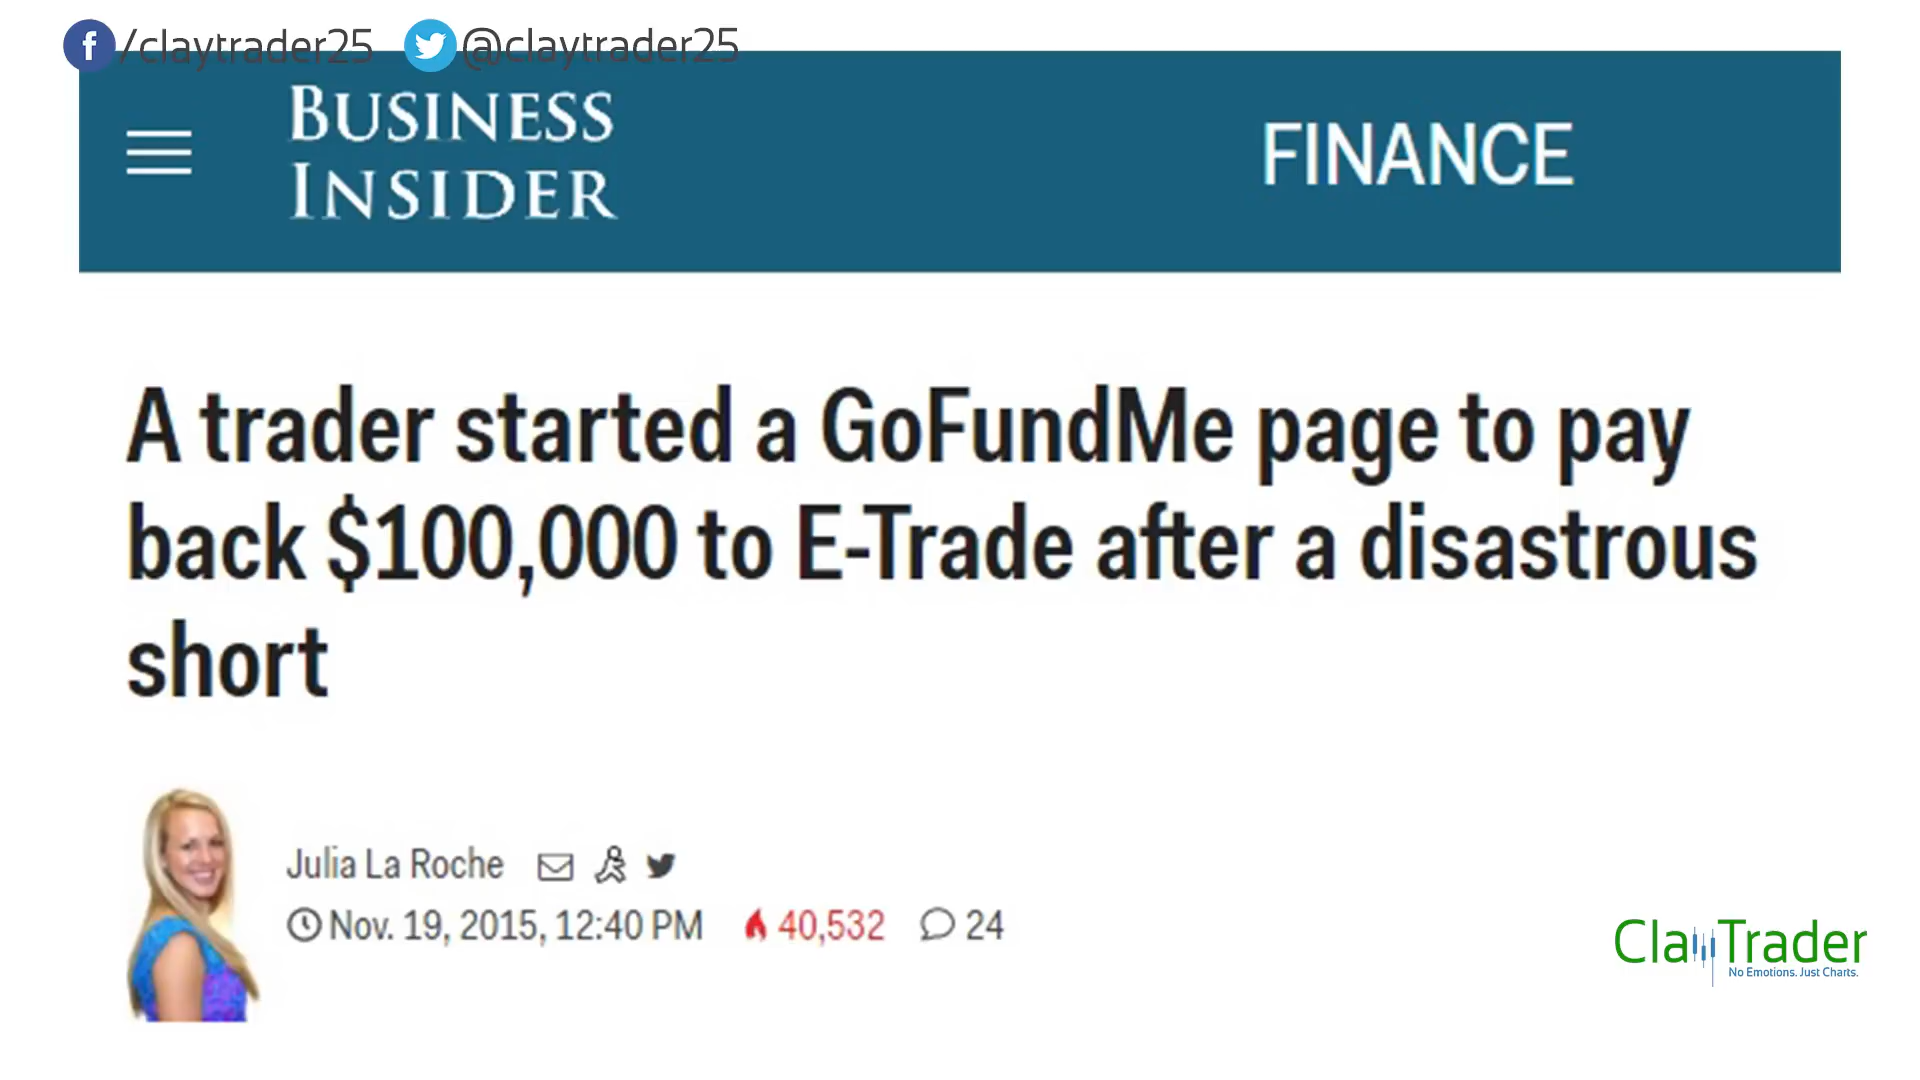 /claytrader25 @claytrader25
BUSINESS
INSIDER
FINANCE
A trader started a GoFundMe page to pay
back $100,000 to E-Trade after a disastrous
short
Julia La Roche
Nov. 19, 2015, 12:40 PM 40,532 24
ClayTrader
No Emotions. Just Charts.